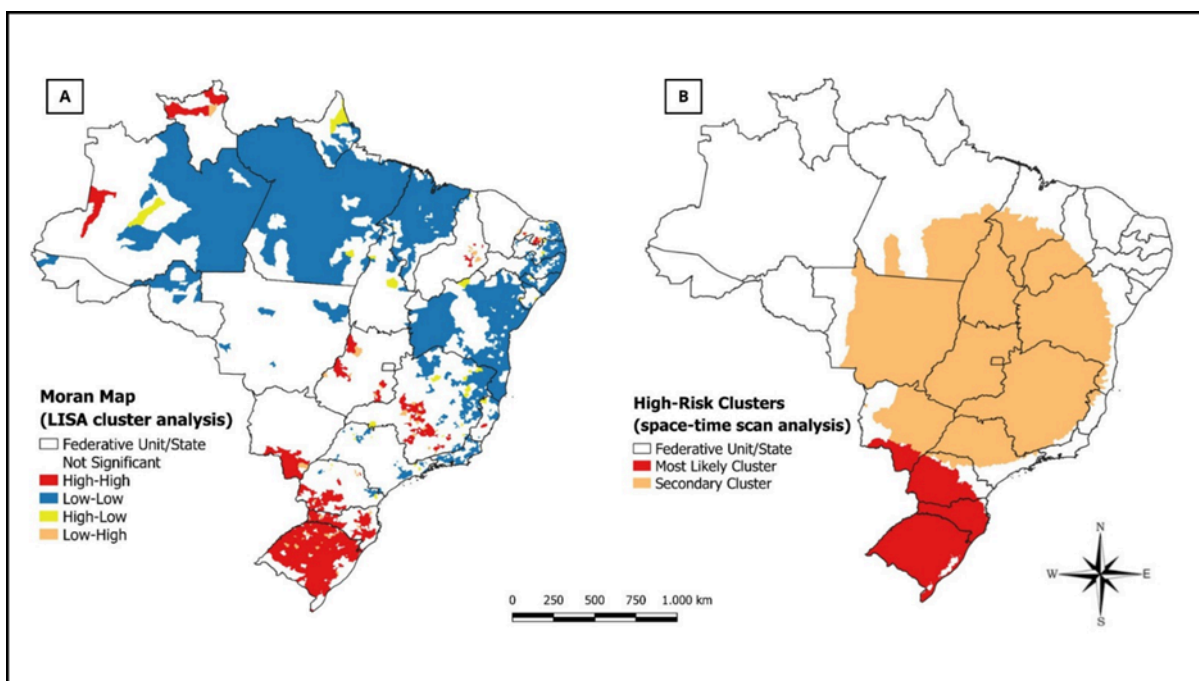 A
Moran Map
(LISA cluster analysis)
Federative Unit/State
Not Significant
High-High
Low-Low
High-Low
Low-High
B
High-Risk Clusters
(space-time scan analysis)
Federative Unit/State
Most Likely Cluster
Secondary Cluster
0 250 500 750 1.000 km
N
W E
S